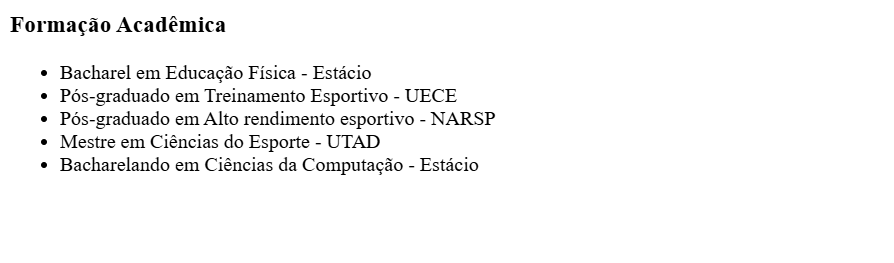 Formação Acadêmica
Bacharel em Educação Física - Estácio
Pós-graduado em Treinamento Esportivo - UECE
Pós-graduado em Alto rendimento esportivo - NARSP
Mestre em Ciências do Esporte - UTAD
Bacharelando em Ciências da Computação - Estácio